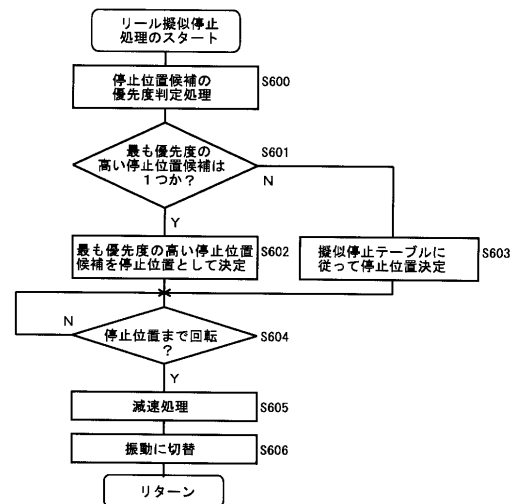 リール擬似停止
処理のスタート
停止位置候補の
優先度判定処理
S600
最も優先度の
高い停止位置候補は
1つか?
S601
N
Y
最も優先度の高い停止位置
候補を停止位置として決定
S602
擬似停止テーブルに
従って停止位置決定
S603
N
停止位置まで回転
?
S604
Y
減速処理
S605
振動に切替
S606
リターン